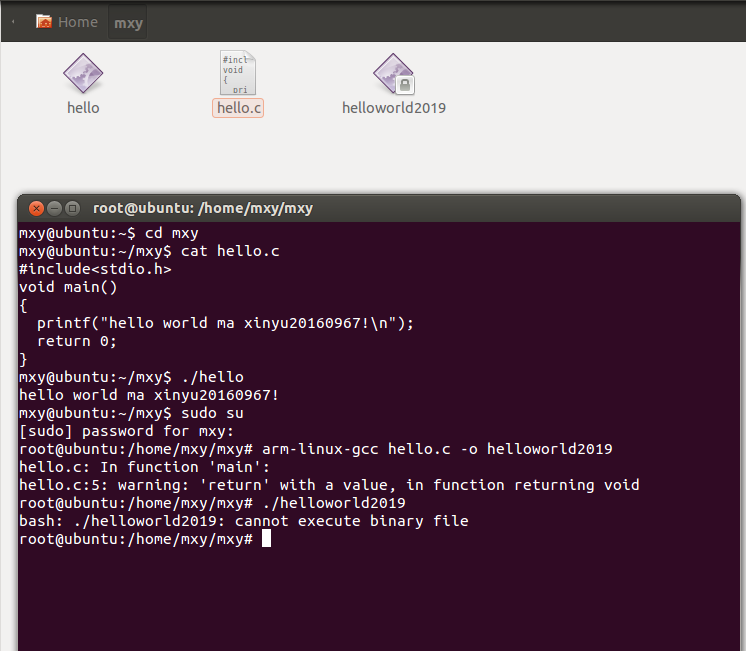 Home mxy
#incl
void
{
pri
hello hello.c helloworld2019
root@ubuntu: /home/mxy/mxy
mxy@ubuntu:~$ cd mxy
mxy@ubuntu:~/mxy$ cat hello.c
#include<stdio.h>
void main()
{
  printf("hello world ma xinyu20160967!\n");
  return 0;
}
mxy@ubuntu:~/mxy$ ./hello
hello world ma xinyu20160967!
mxy@ubuntu:~/mxy$ sudo su
[sudo] password for mxy:
root@ubuntu:/home/mxy/mxy# arm-linux-gcc hello.c -o helloworld2019
hello.c: In function 'main':
hello.c:5: warning: 'return' with a value, in function returning void
root@ubuntu:/home/mxy/mxy# ./helloworld2019
bash: ./helloworld2019: cannot execute binary file
root@ubuntu:/home/mxy/mxy#